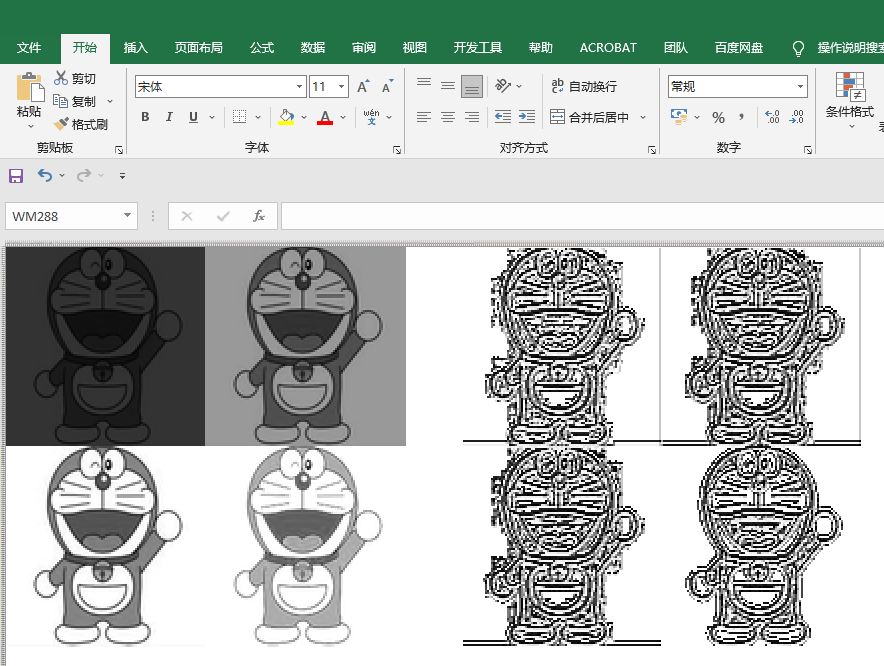 文件 开始 插入 页面布局 公式 数据 审阅 视图 开发工具 帮助 ACROBAT 团队 百度网盘 操作说明搜索
剪切
复制
格式刷
粘贴
剪贴板
宋体 11 A A
B I U A wén 文
字体
ab 自动换行
合并后居中
对齐方式
常规
% , .00 .00
数字
条件格式
WM288 fx